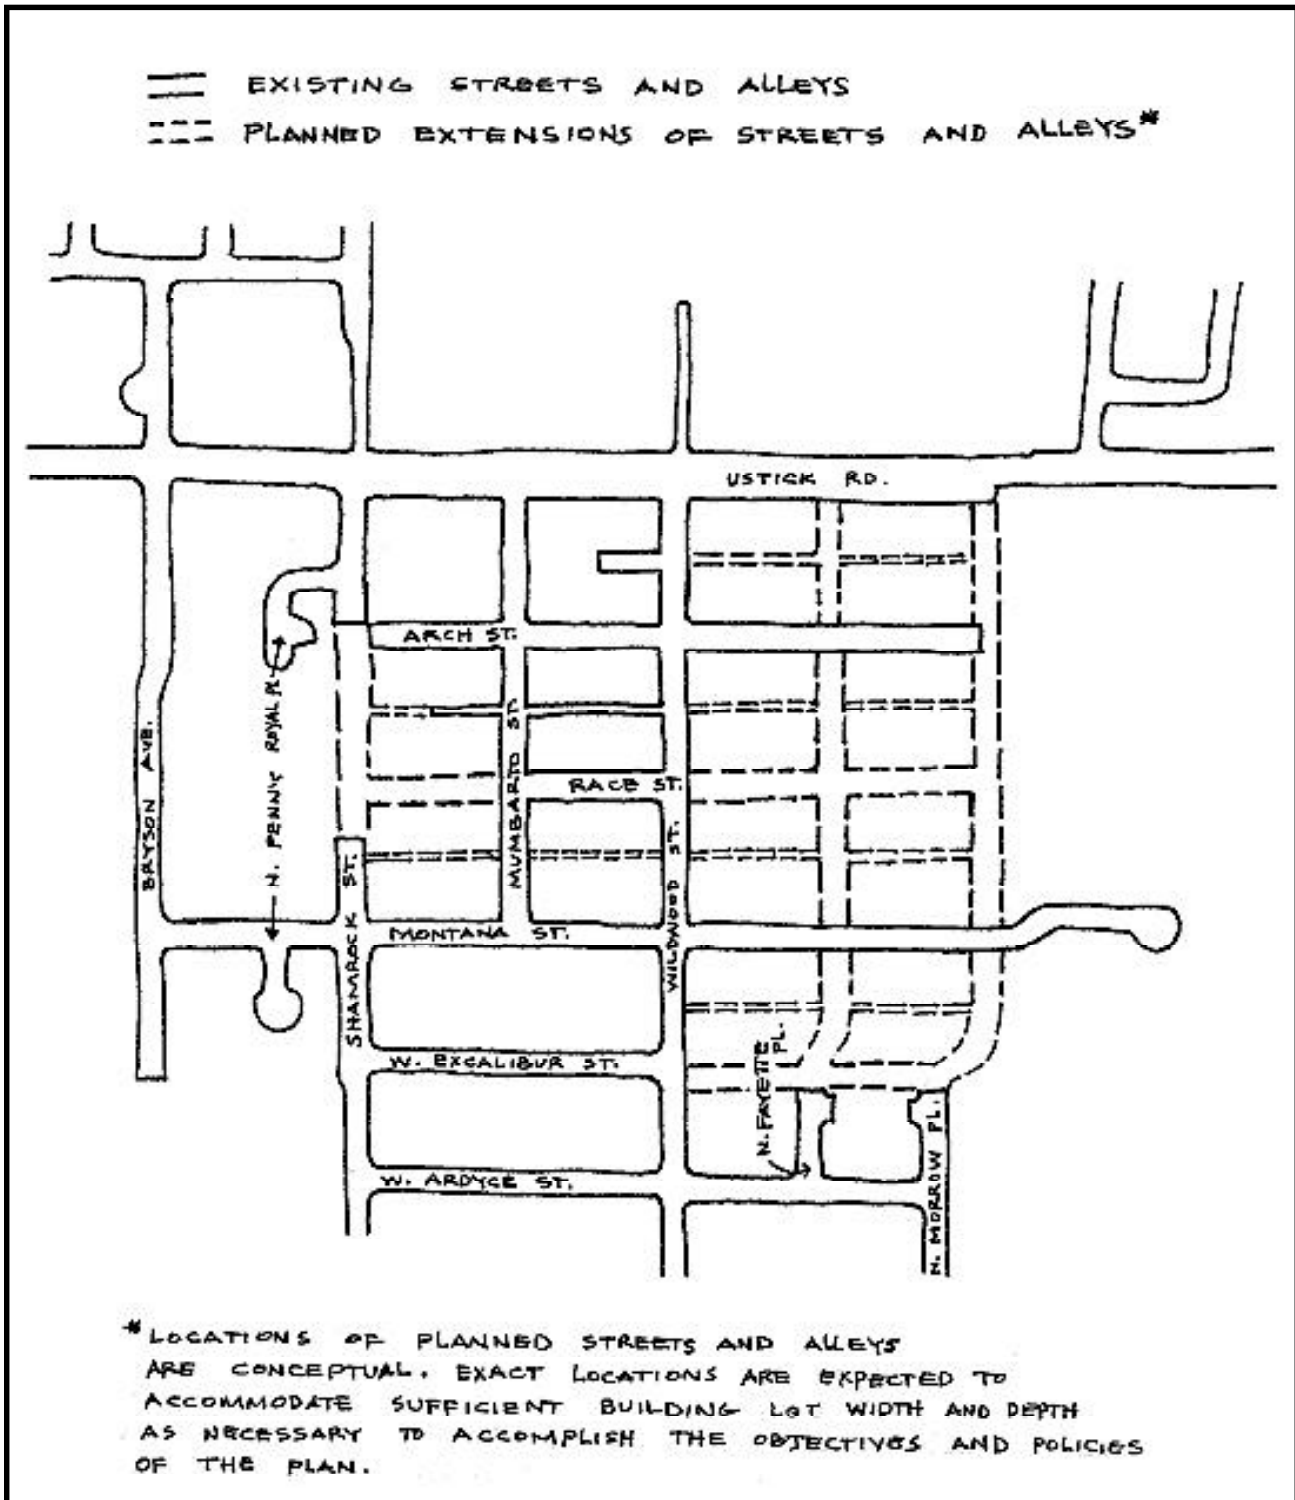 EXISTING STREETS AND ALLEYS
PLANNED EXTENSIONS OF STREETS AND ALLEYS*
USTICK RD.
ARCH ST.
N. PENNY ROYAL PL
BRYSON AVE.
MUMBARTO ST.
RACE ST.
SHAMROCK ST.
MONTANA ST.
WILDWOOD ST.
W. EXCALIBUR ST.
N. FAYETTE
PL.
W. ARDYCE ST.
N. MORROW PL.
*LOCATIONS OF PLANNED STREETS AND ALLEYS
ARE CONCEPTUAL. EXACT LOCATIONS ARE EXPECTED TO
ACCOMMODATE SUFFICIENT BUILDING LOT WIDTH AND DEPTH
AS NECESSARY TO ACCOMPLISH THE OBJECTIVES AND POLICIES
OF THE PLAN.